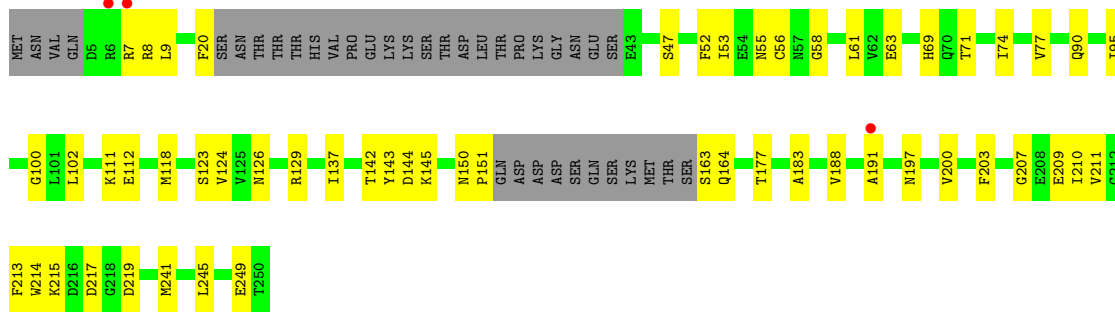 MET ASN VAL GLN D5 R6 R7 R8 L9 F20 SER ASN THR THR THR HIS VAL PRO GLU LYS LYS SER THR ASP LEU THR PRO LYS GLY ASN GLU SER E43 S47 F52 I53 E54 N55 C56 N57 G58 L61 V62 E63 H69 Q70 T71 I74 V77 Q90
G100 L101 L102 K111 E112 M118 S123 V124 V125 N126 R129 I137 T142 Y143 D144 K145 N150 P151 GLN ASP ASP ASP SER GLN SER LYS MET THR SER S163 Q164 T177 A183 V188 A191 N197 V200 F203 G207 E208 E209 I210 V211
F213 W214 K215 D216 D217 G218 D219 M241 L245 E249 T250